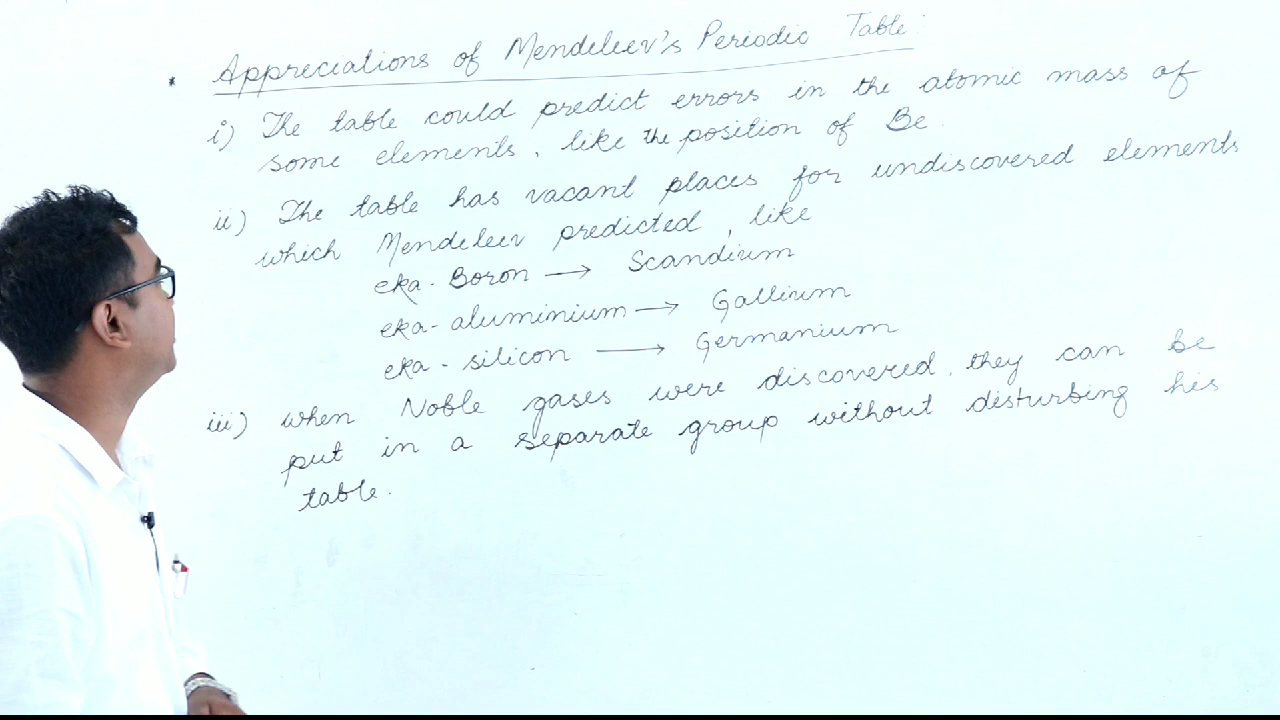 * Appreciations of Mendeleev's Periodic Table:
i) The table could predict errors in the atomic mass of
some elements, like the position of Be.
ii) The table has vacant places for undiscovered elements
which Mendeleev predicted, like
eka-Boron → Scandium
eka-aluminium → Gallium
eka-silicon → Germanium
iii) when Noble gases were discovered, they can be
put in a separate group without disturbing his
table.